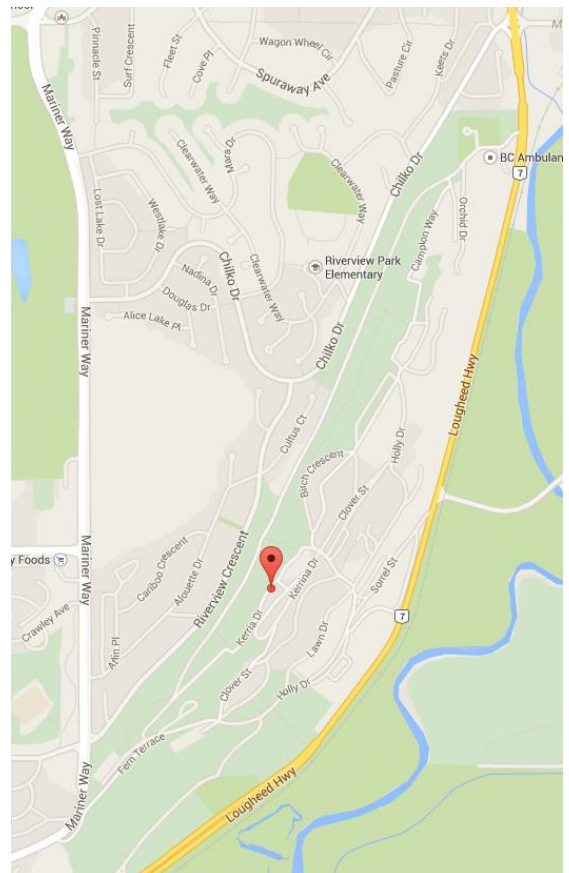 Pinnacle St
Surf Crescent
Fleet St
Cove Pl
Wagon Wheel Cir
Spuraway Ave
Pasture Cir
Keets Dr
Mariner Way
Clearwater Way
Mara Dr
Clearwater Way
Chilko Dr
BC Ambulan
7
Lost Lake Dr
Westlake Dr
Chilko Dr
Nadina Dr
Douglas Dr
Alice Lake Pl
Clearwater Way
Riverview Park
Elementary
Campion Way
Orchid Dr
Mariner Way
Chilko Dr
Lougheed Hwy
Cultus Ct
Birch Crescent
Holly Dr
Clover St
y Foods
Mariner Way
Cariboo Crescent
Alouette Dr
Riverview Crescent
Kerrina Dr
Sorrel St
Crawley Ave
Arlin Pl
Kerria Dr
Lawn Dr
7
Clover St
Holly Dr
Fern Terrace
Mariner Way
Lougheed Hwy